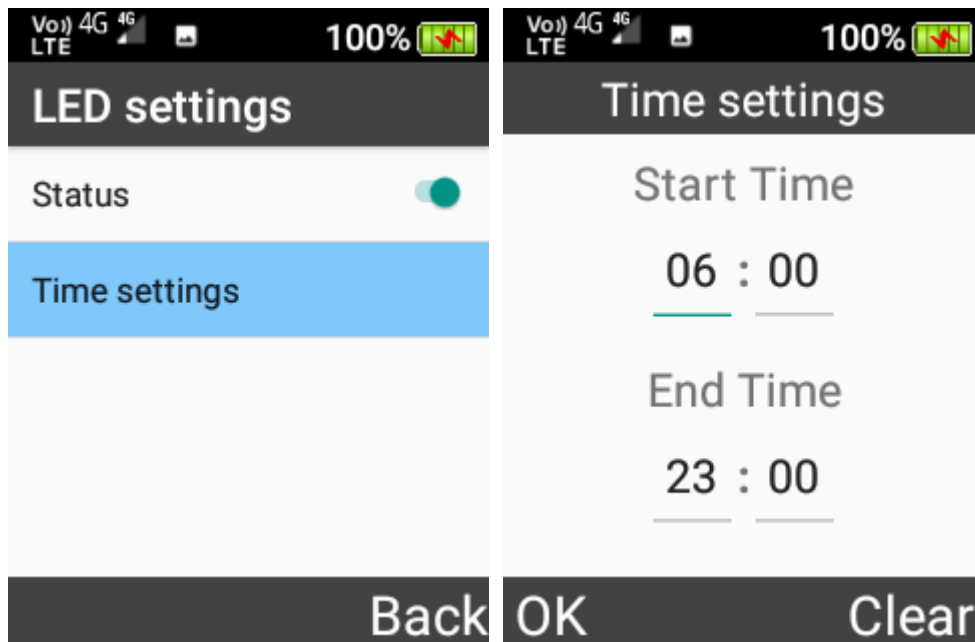 Vo)) 4G 4G 100%
LTE
LED settings
Status
Time settings
Back
Vo)) 4G 4G 100%
LTE
Time settings
Start Time
06 : 00
End Time
23 : 00
OK Clear